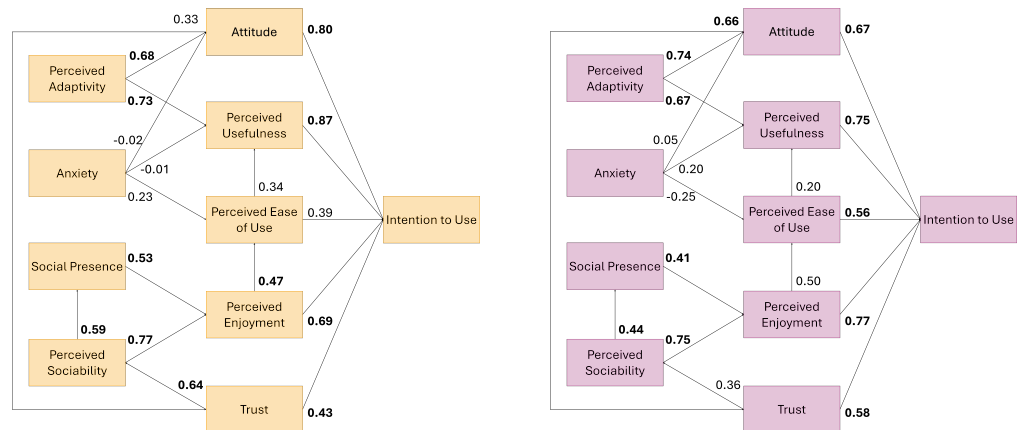 0.33
Attitude
0.80
0.68
Perceived
Adaptivity
0.73
Perceived
Usefulness
0.87
-0.02
Anxiety
-0.01
0.23
0.34
Perceived Ease
of Use
0.39
Intention to Use
Social Presence
0.53
0.47
Perceived
Enjoyment
0.69
0.59
0.77
Perceived
Sociability
0.64
Trust
0.43
0.66
Attitude
0.67
0.74
Perceived
Adaptivity
0.67
Perceived
Usefulness
0.75
0.05
Anxiety
0.20
-0.25
0.20
Perceived Ease
of Use
0.56
Intention to Use
Social Presence
0.41
0.50
Perceived
Enjoyment
0.77
0.44
0.75
Perceived
Sociability
0.36
Trust
0.58